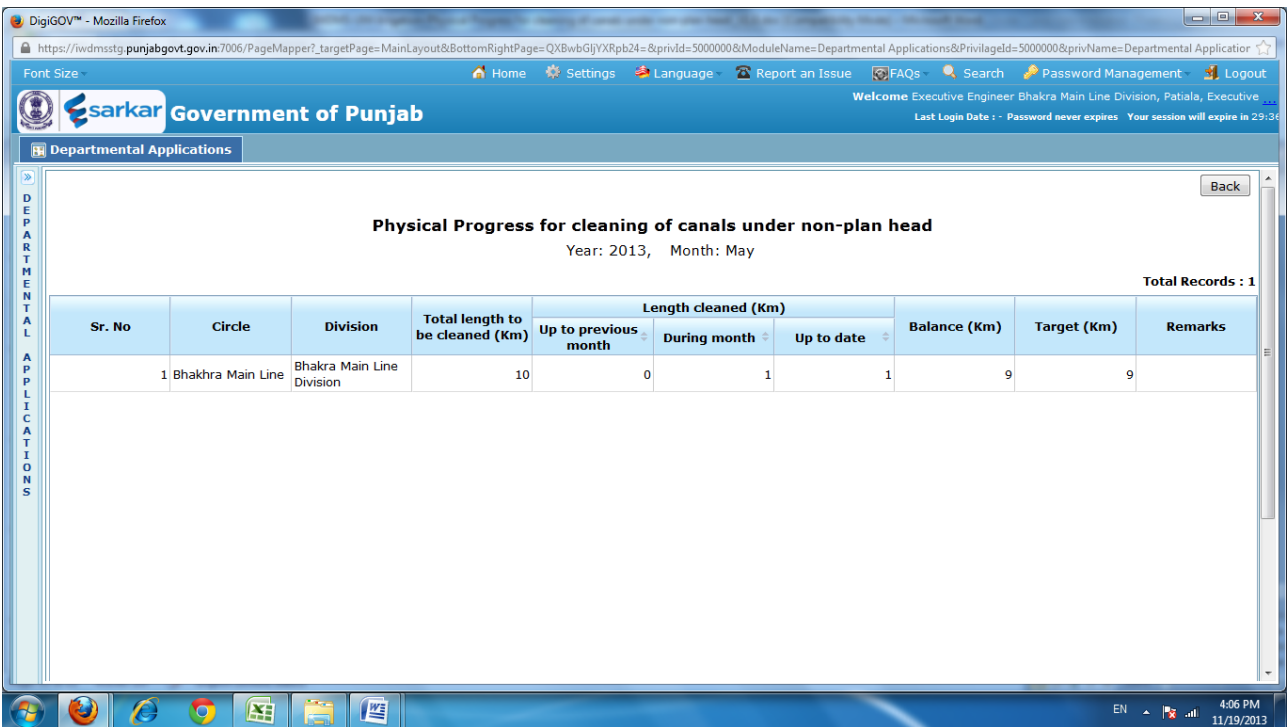 DigiGOV™ - Mozilla Firefox
https://iwdmsstg.punjabgovt.gov.in:7006/PageMapper?_targetPage=MainLayout&BottomRightPage=QXBwbGljYXRpb24=&privId=5000000&ModuleName=Departmental Applications&PrivilageId=5000000&privName=Departmental Application
Font Size Home Settings Language Report an Issue FAQs Search Password Management Logout
Welcome Executive Engineer Bhakra Main Line Division, Patiala, Executive ...
sarkar Government of Punjab
Last Login Date : - Password never expires Your session will expire in 29:36
Departmental Applications
DEPARTMENTAL APPLICATIONS
Back
Physical Progress for cleaning of canals under non-plan head
Year: 2013, Month: May
Total Records : 1
Sr. No Circle Division Total length to be cleaned (Km) Length cleaned (Km) Balance (Km) Target (Km) Remarks
Up to previous month During month Up to date
1 Bhakhra Main Line Bhakra Main Line Division 10 0 1 1 9 9
EN 4:06 PM
11/19/2013